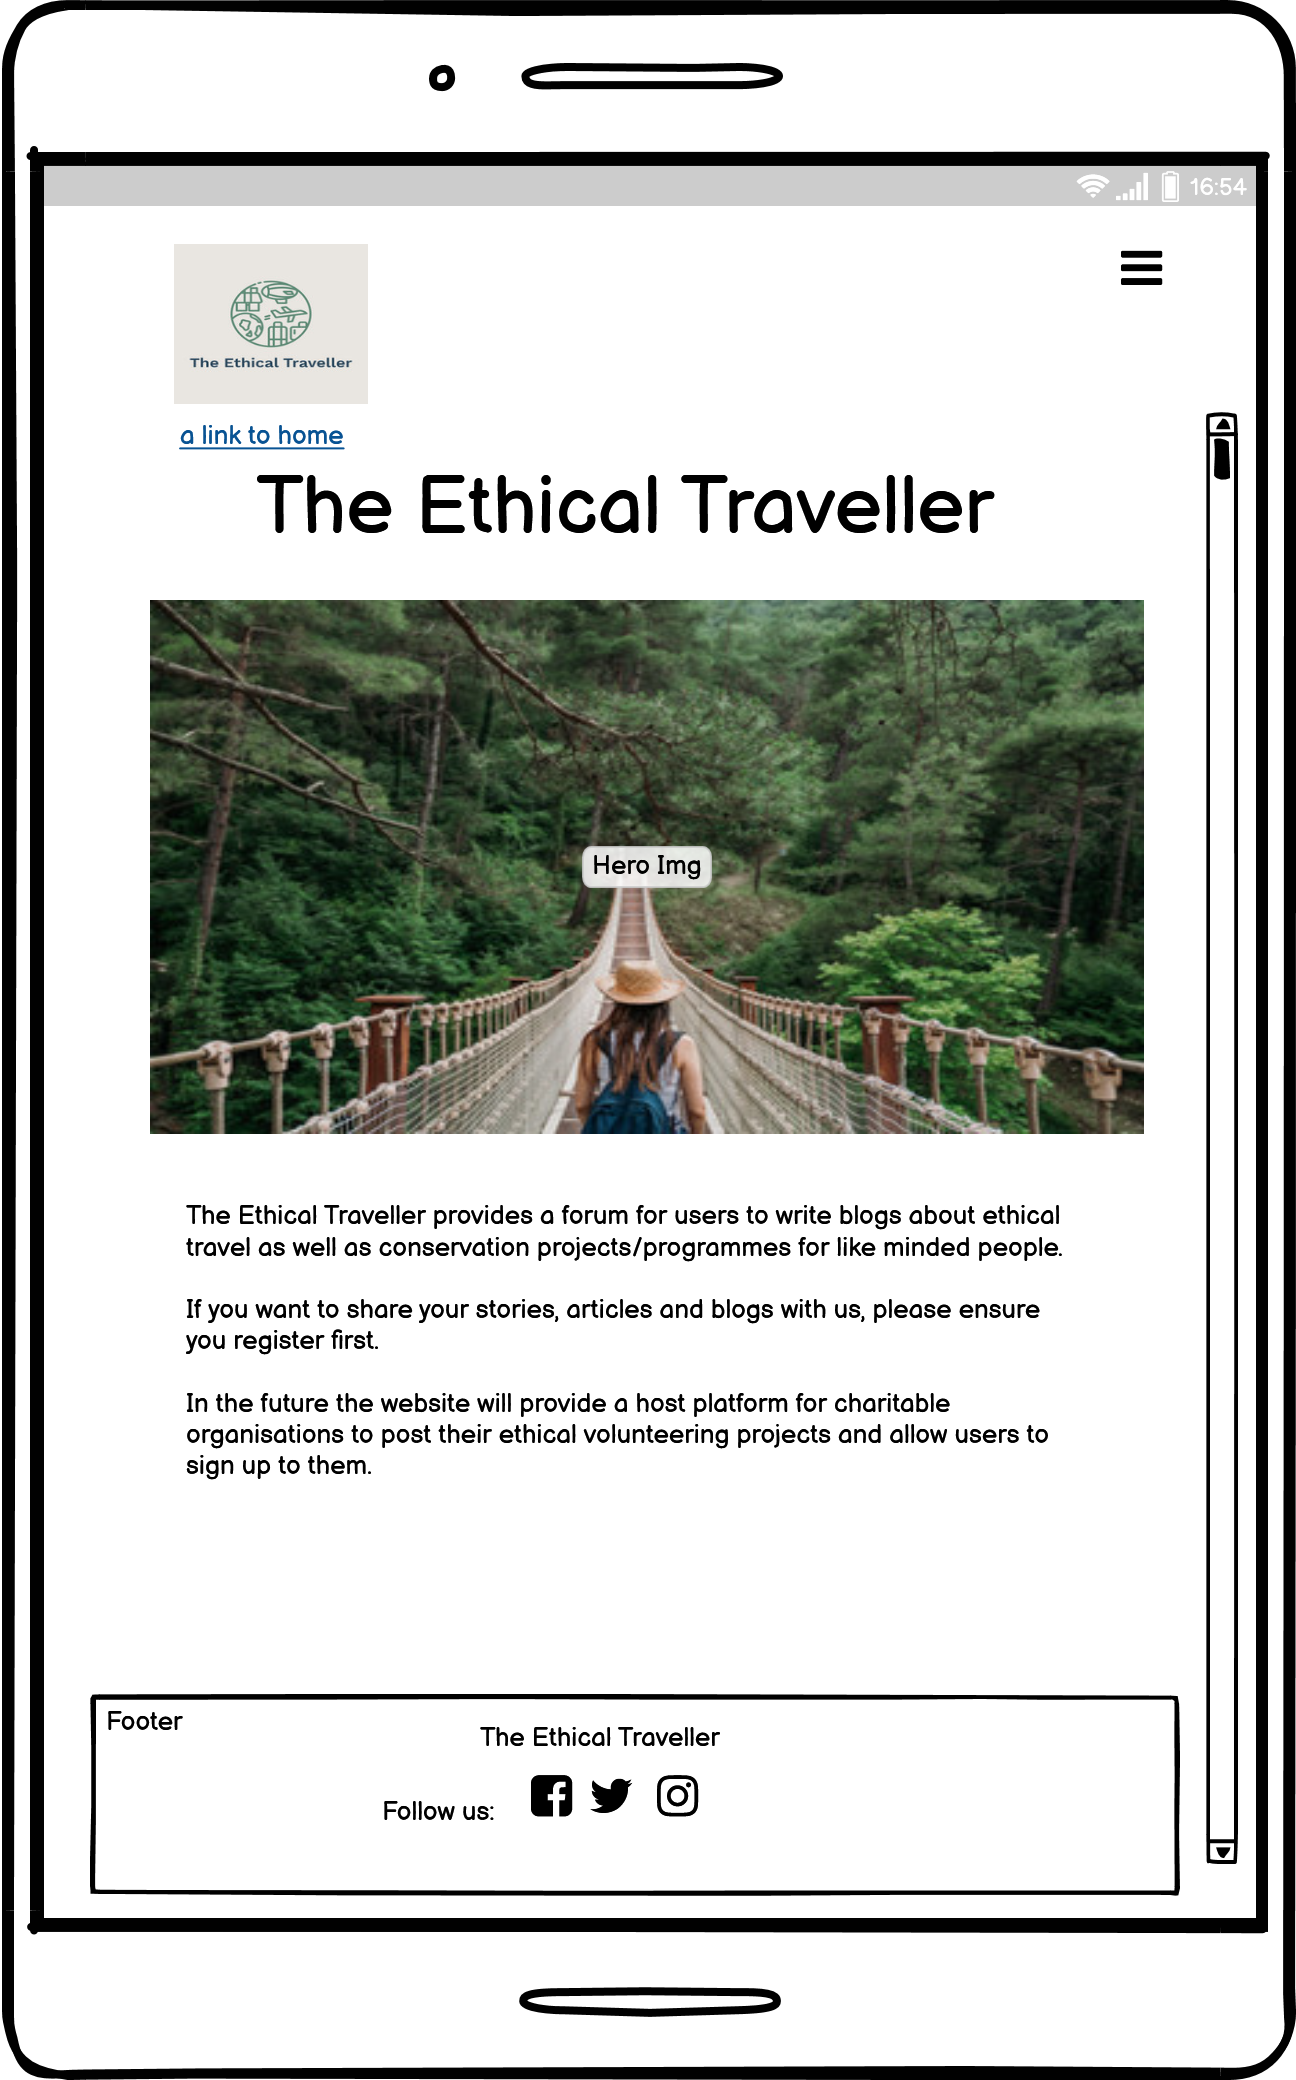 16:54
The Ethical Traveller
a link to home
The Ethical Traveller
Hero Img
The Ethical Traveller provides a forum for users to write blogs about ethical
travel as well as conservation projects/programmes for like minded people.
If you want to share your stories, articles and blogs with us, please ensure
you register first.
In the future the website will provide a host platform for charitable
organisations to post their ethical volunteering projects and allow users to
sign up to them.
Footer
The Ethical Traveller
Follow us: